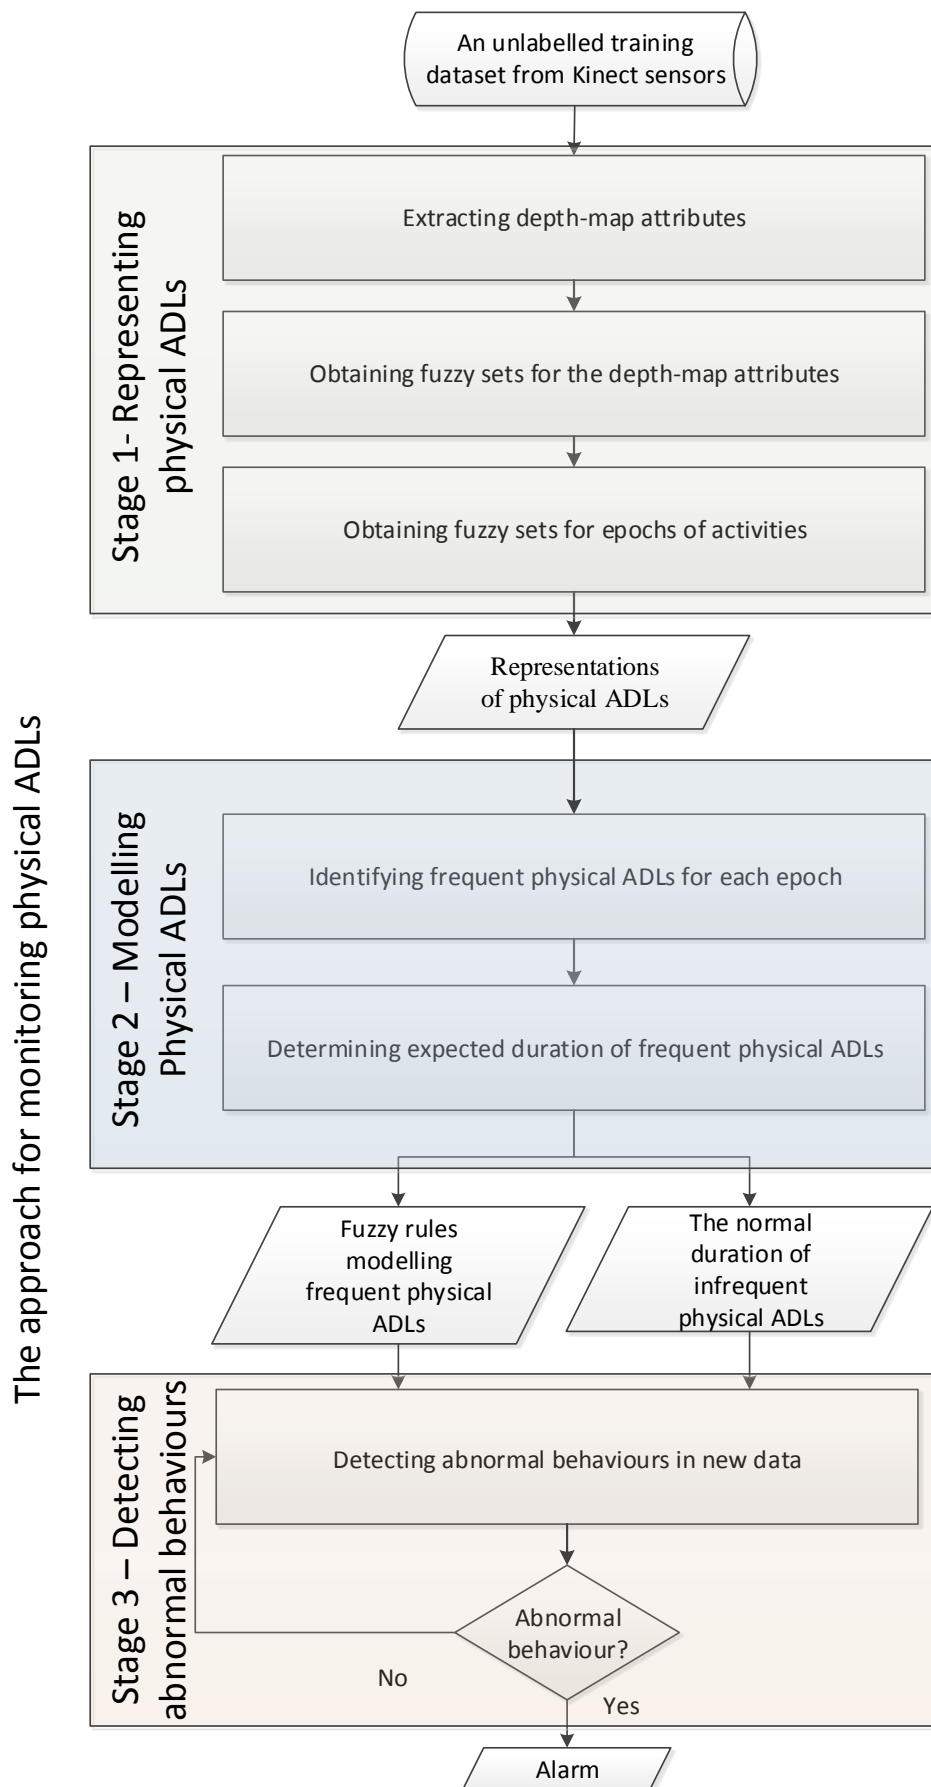 An unlabelled training
dataset from Kinect sensors
Stage 1- Representing
physical ADLs
Extracting depth-map attributes
Obtaining fuzzy sets for the depth-map attributes
Obtaining fuzzy sets for epochs of activities
Representations
of physical ADLs
The approach for monitoring physical ADLs
Stage 2 – Modelling
Physical ADLs
Identifying frequent physical ADLs for each epoch
Determining expected duration of frequent physical ADLs
Fuzzy rules
modelling
frequent physical
ADLs
The normal
duration of
infrequent
physical ADLs
Stage 3 – Detecting
abnormal behaviours
Detecting abnormal behaviours in new data
Abnormal
behaviour?
No
Yes
Alarm